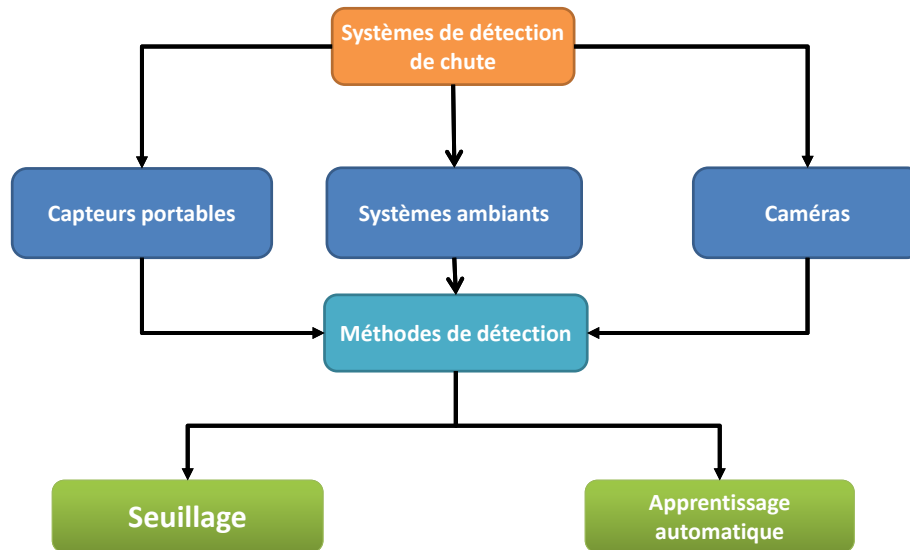 Systèmes de détection
de chute
Capteurs portables
Systèmes ambiants
Caméras
Méthodes de détection
Seuillage
Apprentissage
automatique